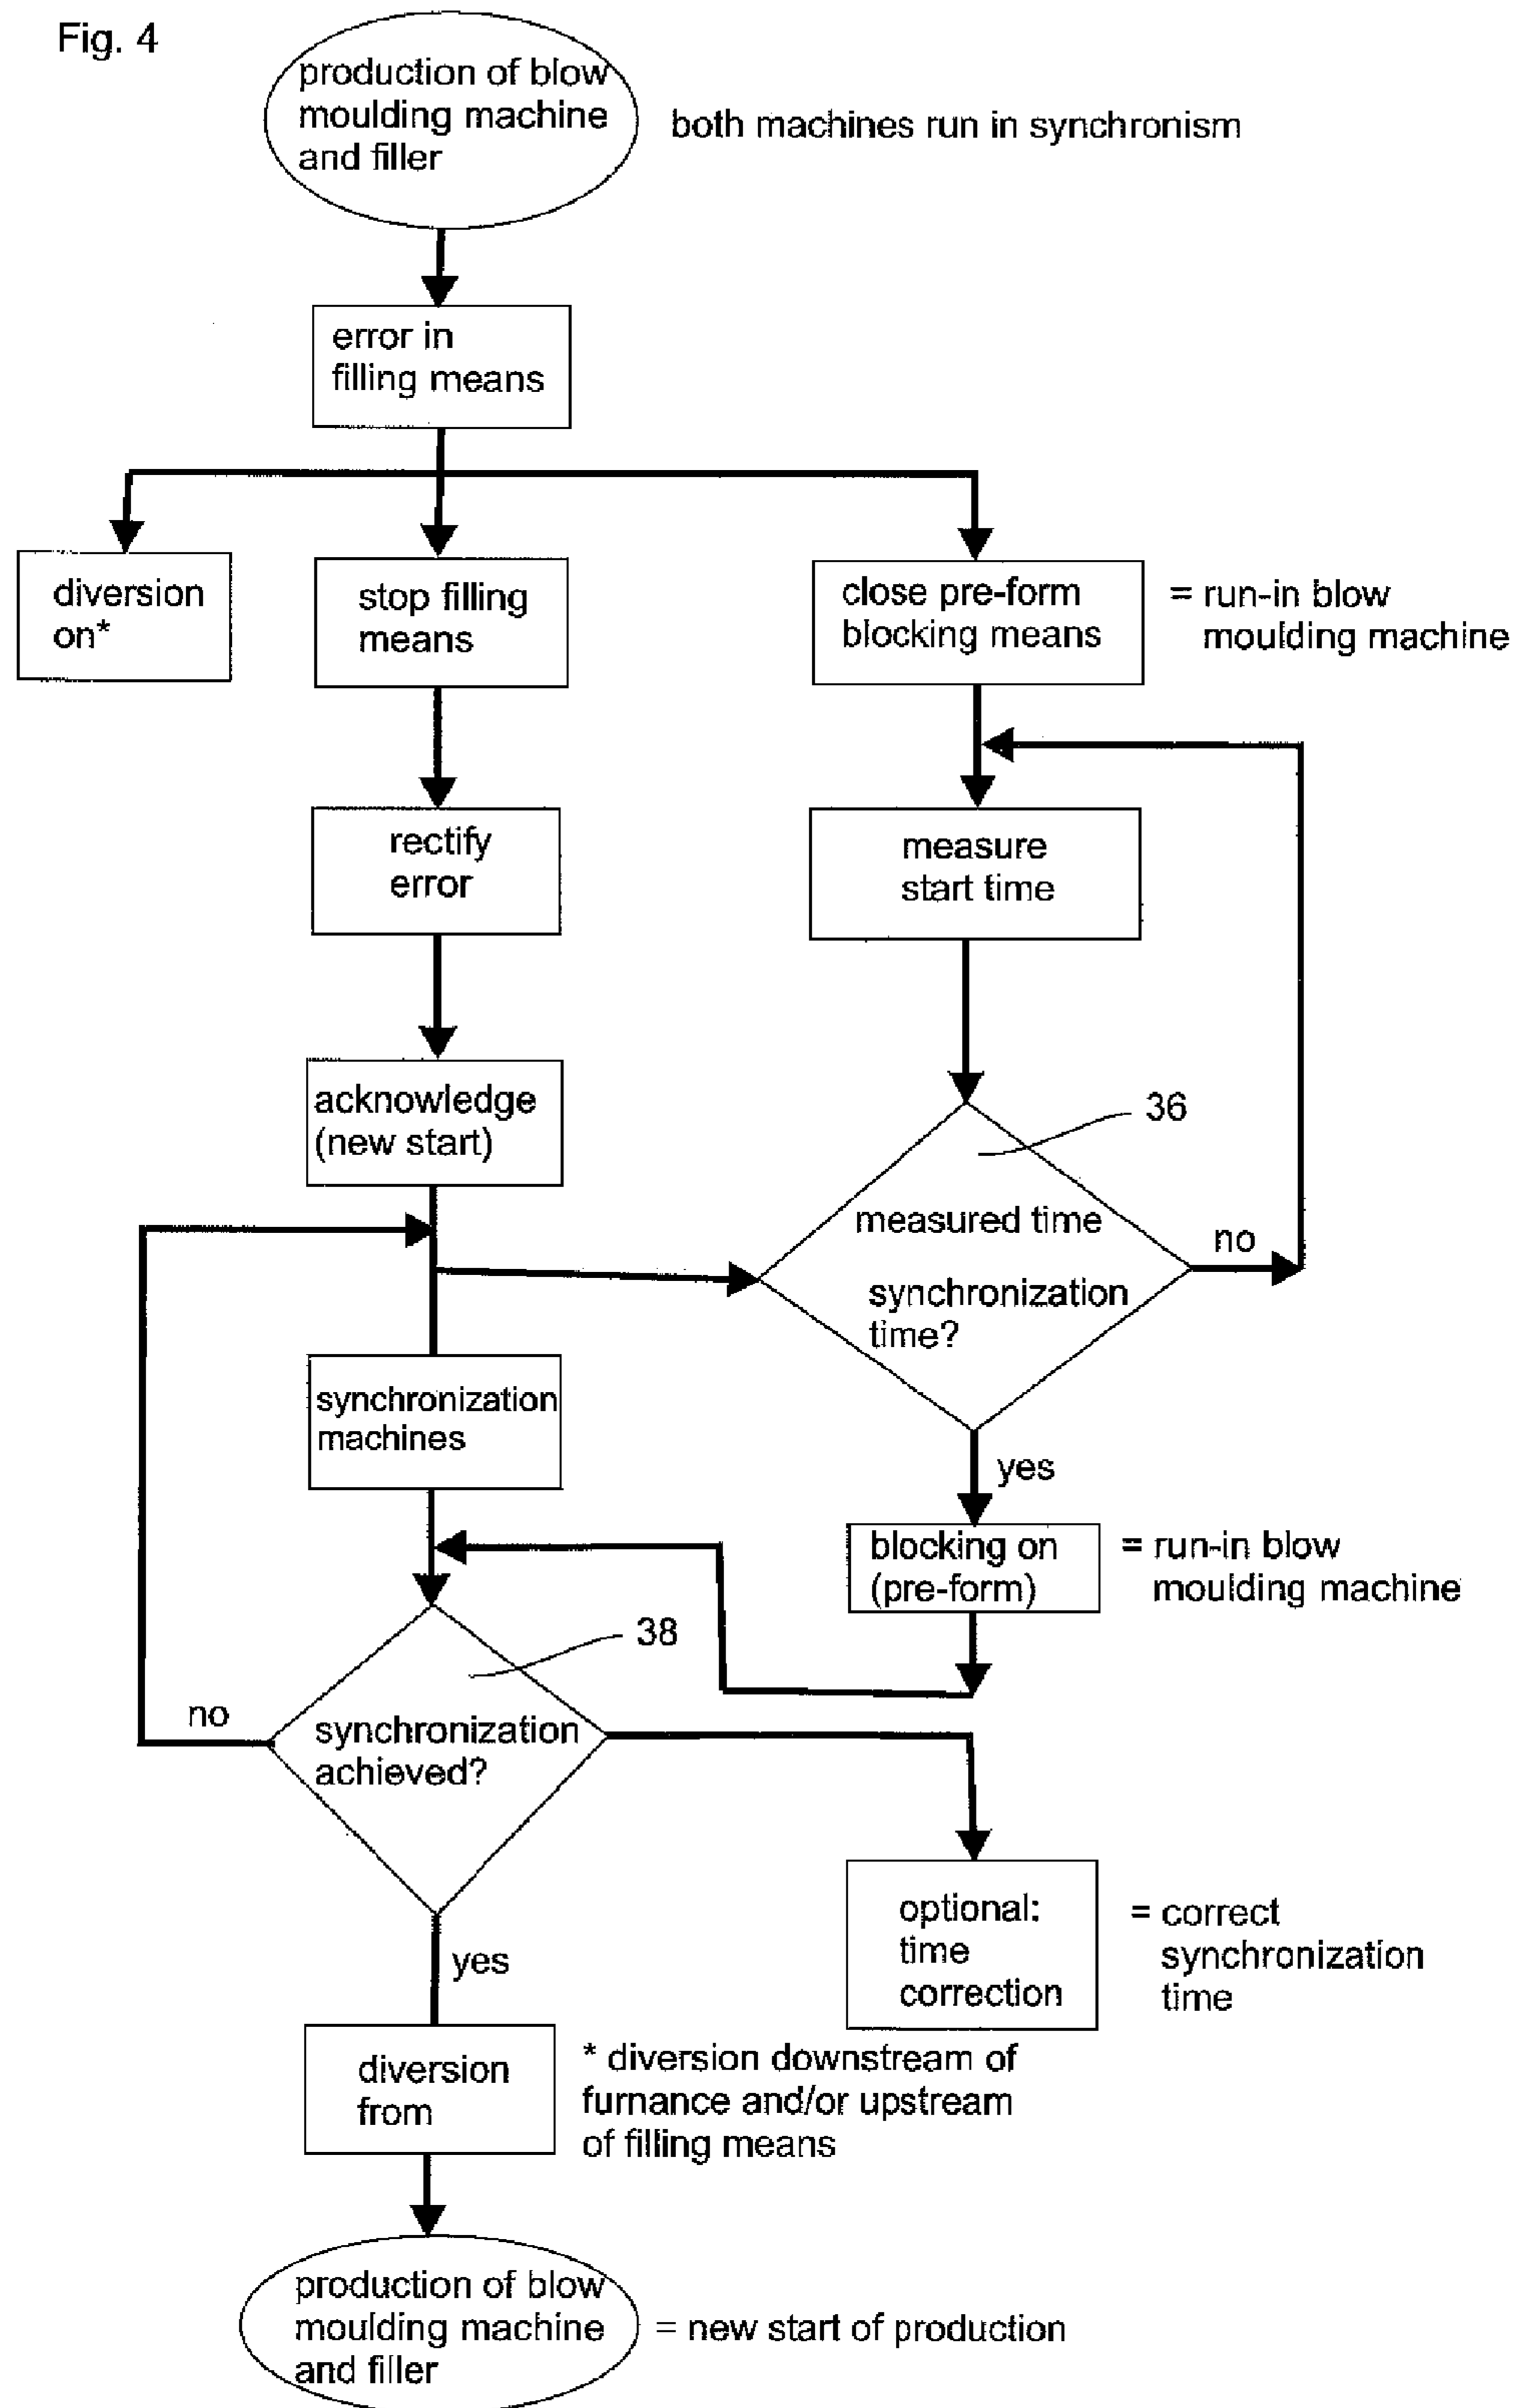 Fig. 4
production of blow
moulding machine
and filler
both machines run in synchronism
error in
filling means
diversion
on*
stop filling
means
close pre-form
blocking means
= run-in blow
moulding machine
rectify
error
measure
start time
acknowledge
(new start)
36
measured time
synchronization
time?
no
synchronization
machines
yes
blocking on
(pre-form)
= run-in blow
moulding machine
38
no
synchronization
achieved?
optional:
time
correction
= correct
synchronization
time
yes
diversion
from
* diversion downstream of
furnance and/or upstream
of filling means
production of blow
moulding machine
and filler
= new start of production